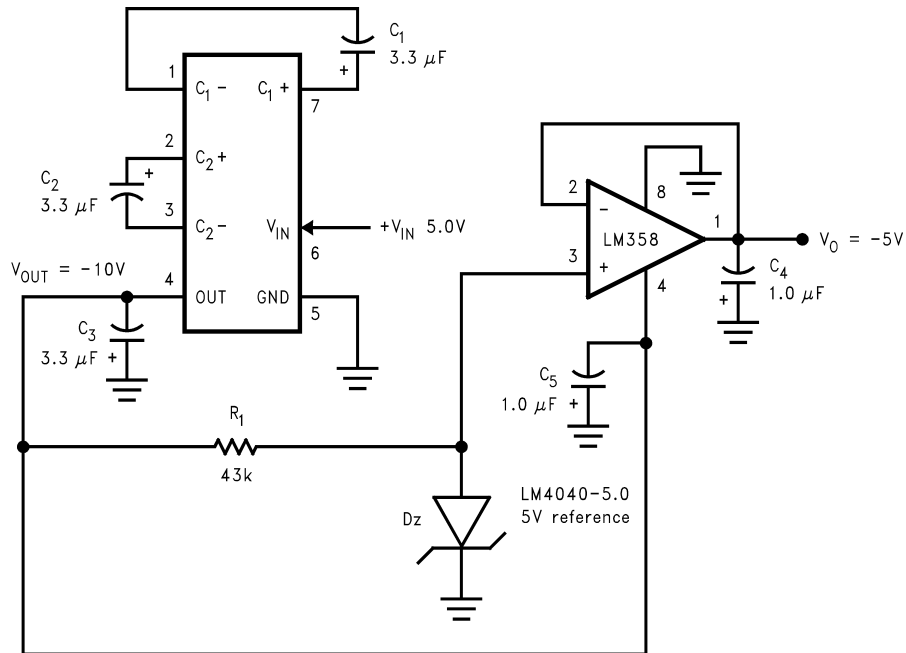 C1
3.3 μF
+
1
C1 −
C1 +
7
2
C2 +
+
C2
3.3 μF
3
C2 −
VIN
+VIN 5.0V
6
VOUT = -10V
4
OUT
GND
5
C3
3.3 μF +
2
−
8
LM358
1
VO = -5V
3
+
4
C4
+ 1.0 μF
C5
1.0 μF +
R1
43k
Dz
LM4040-5.0
5V reference